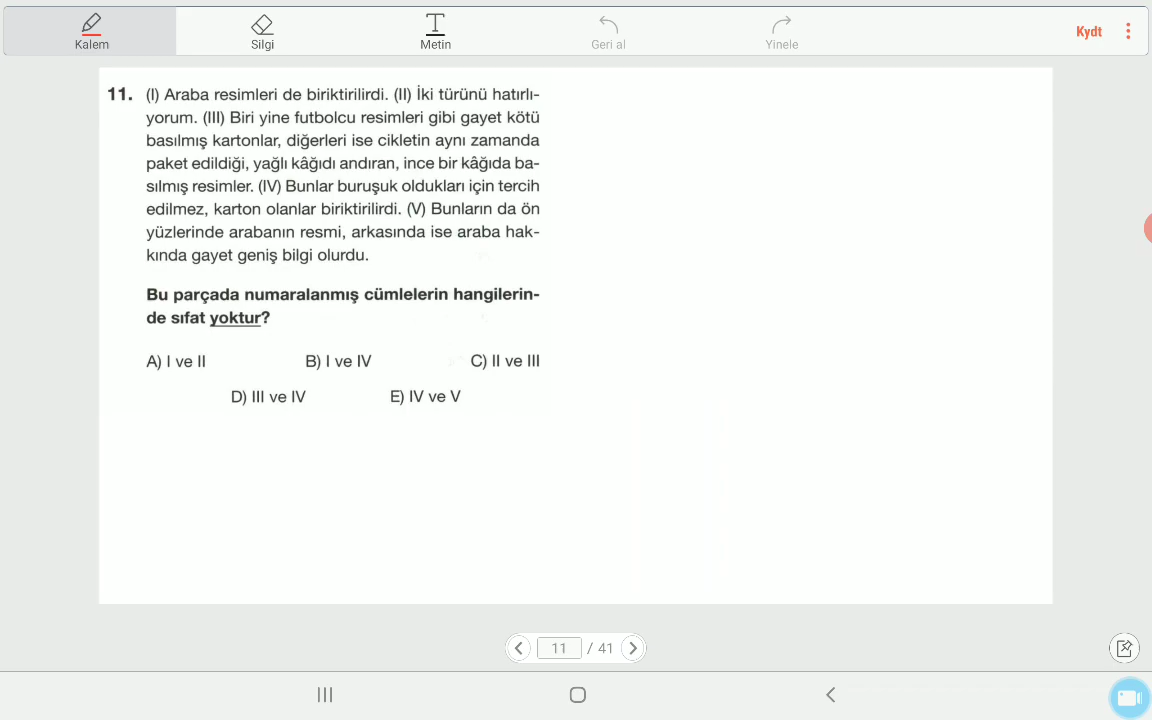 Kalem
Silgi
Metin
Geri al
Yinele
Kydt
11. (I) Araba resimleri de biriktirilirdi. (II) İki türünü hatırlı-
yorum. (III) Biri yine futbolcu resimleri gibi gayet kötü
basılmış kartonlar, diğerleri ise cikletin aynı zamanda
paket edildiği, yağlı kâğıdı andıran, ince bir kâğıda ba-
sılmış resimler. (IV) Bunlar buruşuk oldukları için tercih
edilmez, karton olanlar biriktirilirdi. (V) Bunların da ön
yüzlerinde arabanın resmi, arkasında ise araba hak-
kında gayet geniş bilgi olurdu.
Bu parçada numaralanmış cümlelerin hangilerin-
de sıfat yoktur?
A) I ve II B) I ve IV C) II ve III
D) III ve IV E) IV ve V
11 / 41